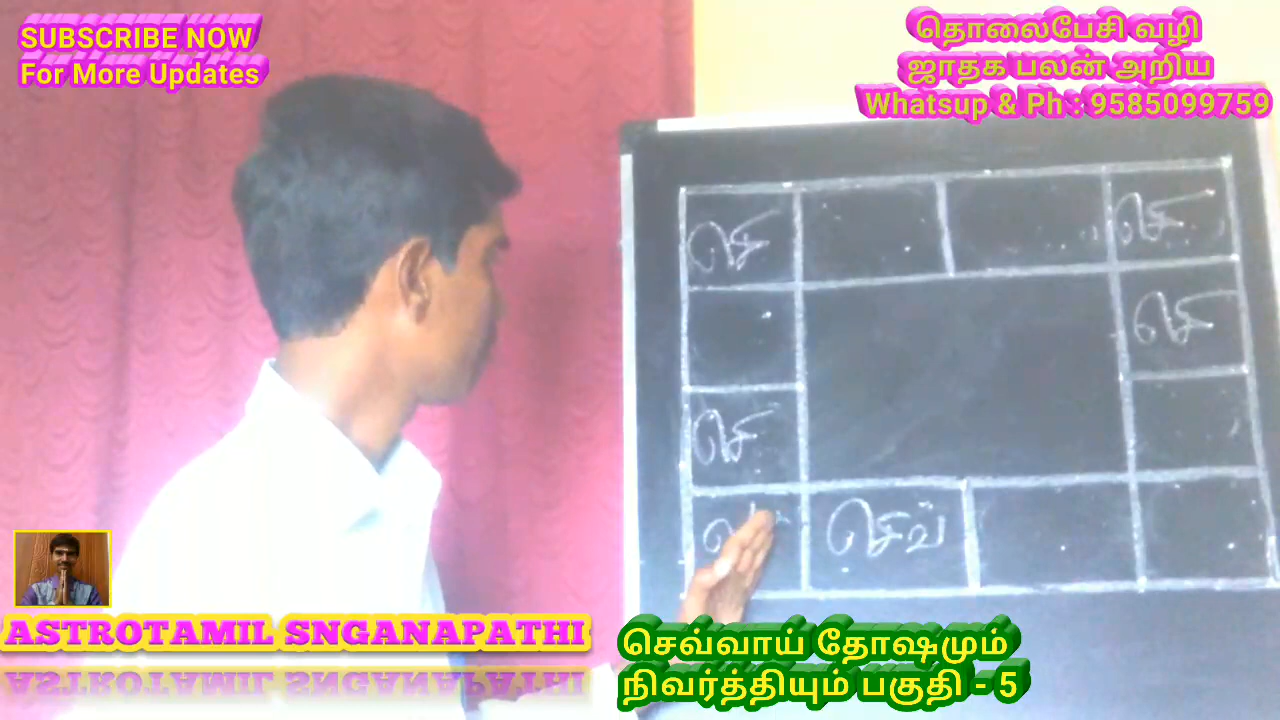 SUBSCRIBE NOW
For More Updates
தொலைபேசி வழி
ஜாதக பலன் அறிய
Whatsup & Ph : 9585099759
செ
செ
செ
செ
செவ்
ASTROTAMIL SNGANAPATHI
செவ்வாய் தோஷமும்
நிவர்த்தியும் பகுதி - 5